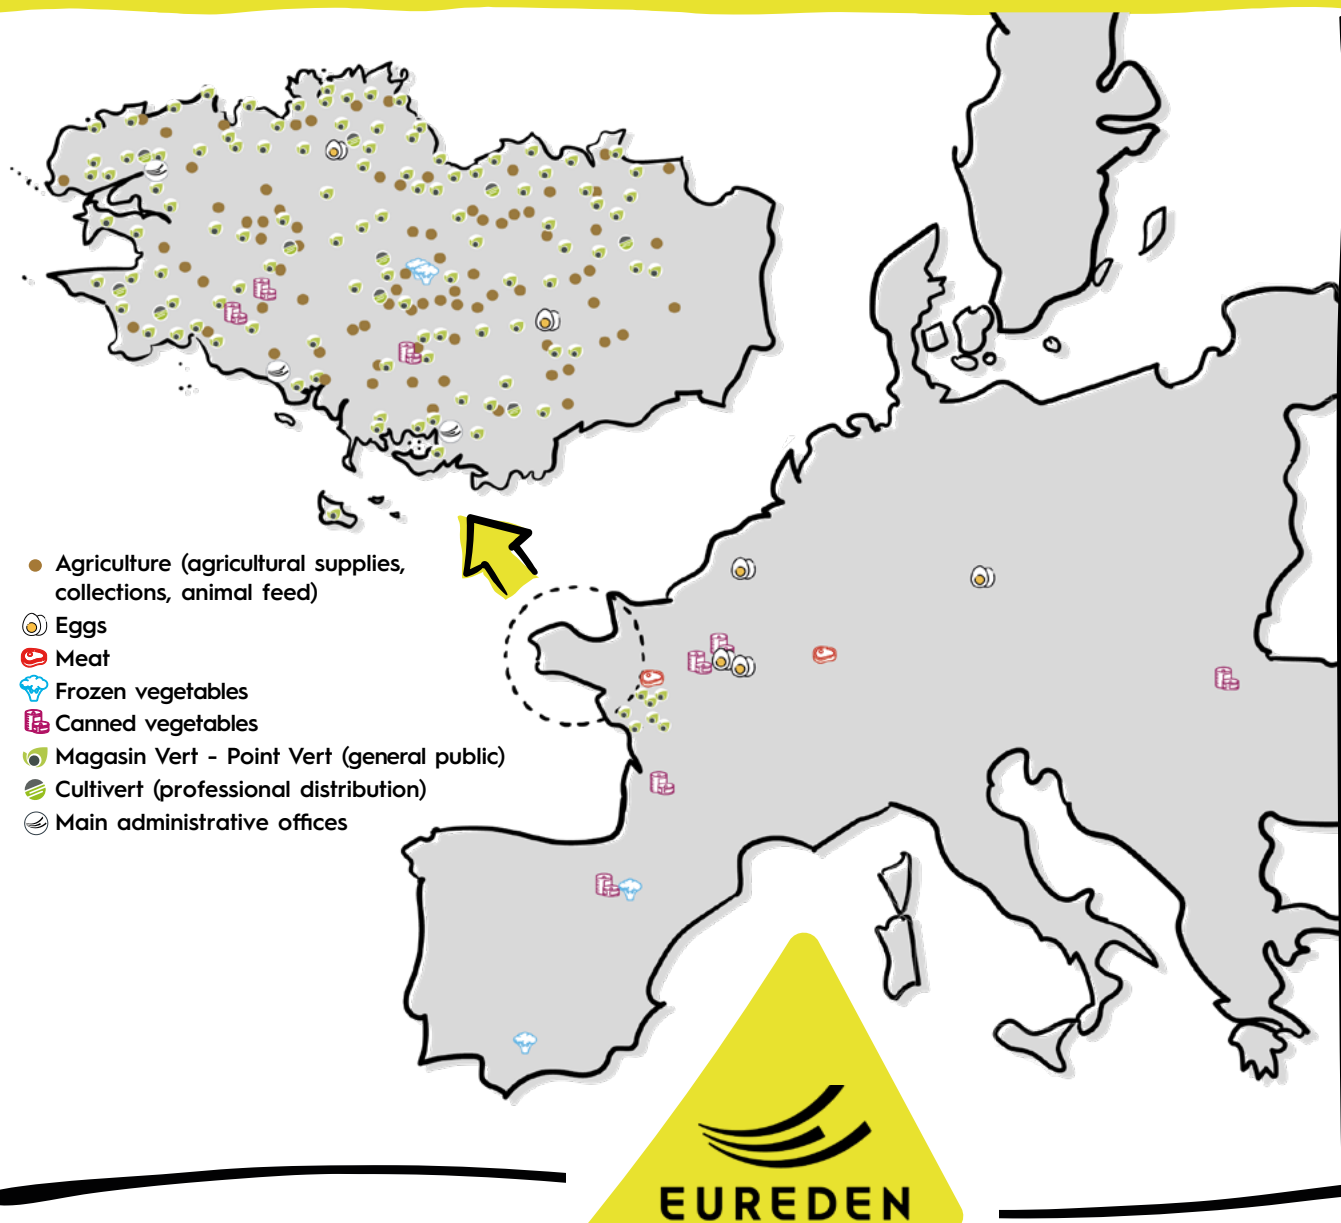 Agriculture (agricultural supplies,
collections, animal feed)
Eggs
Meat
Frozen vegetables
Canned vegetables
Magasin Vert - Point Vert (general public)
Cultivert (professional distribution)
Main administrative offices
EUREDEN